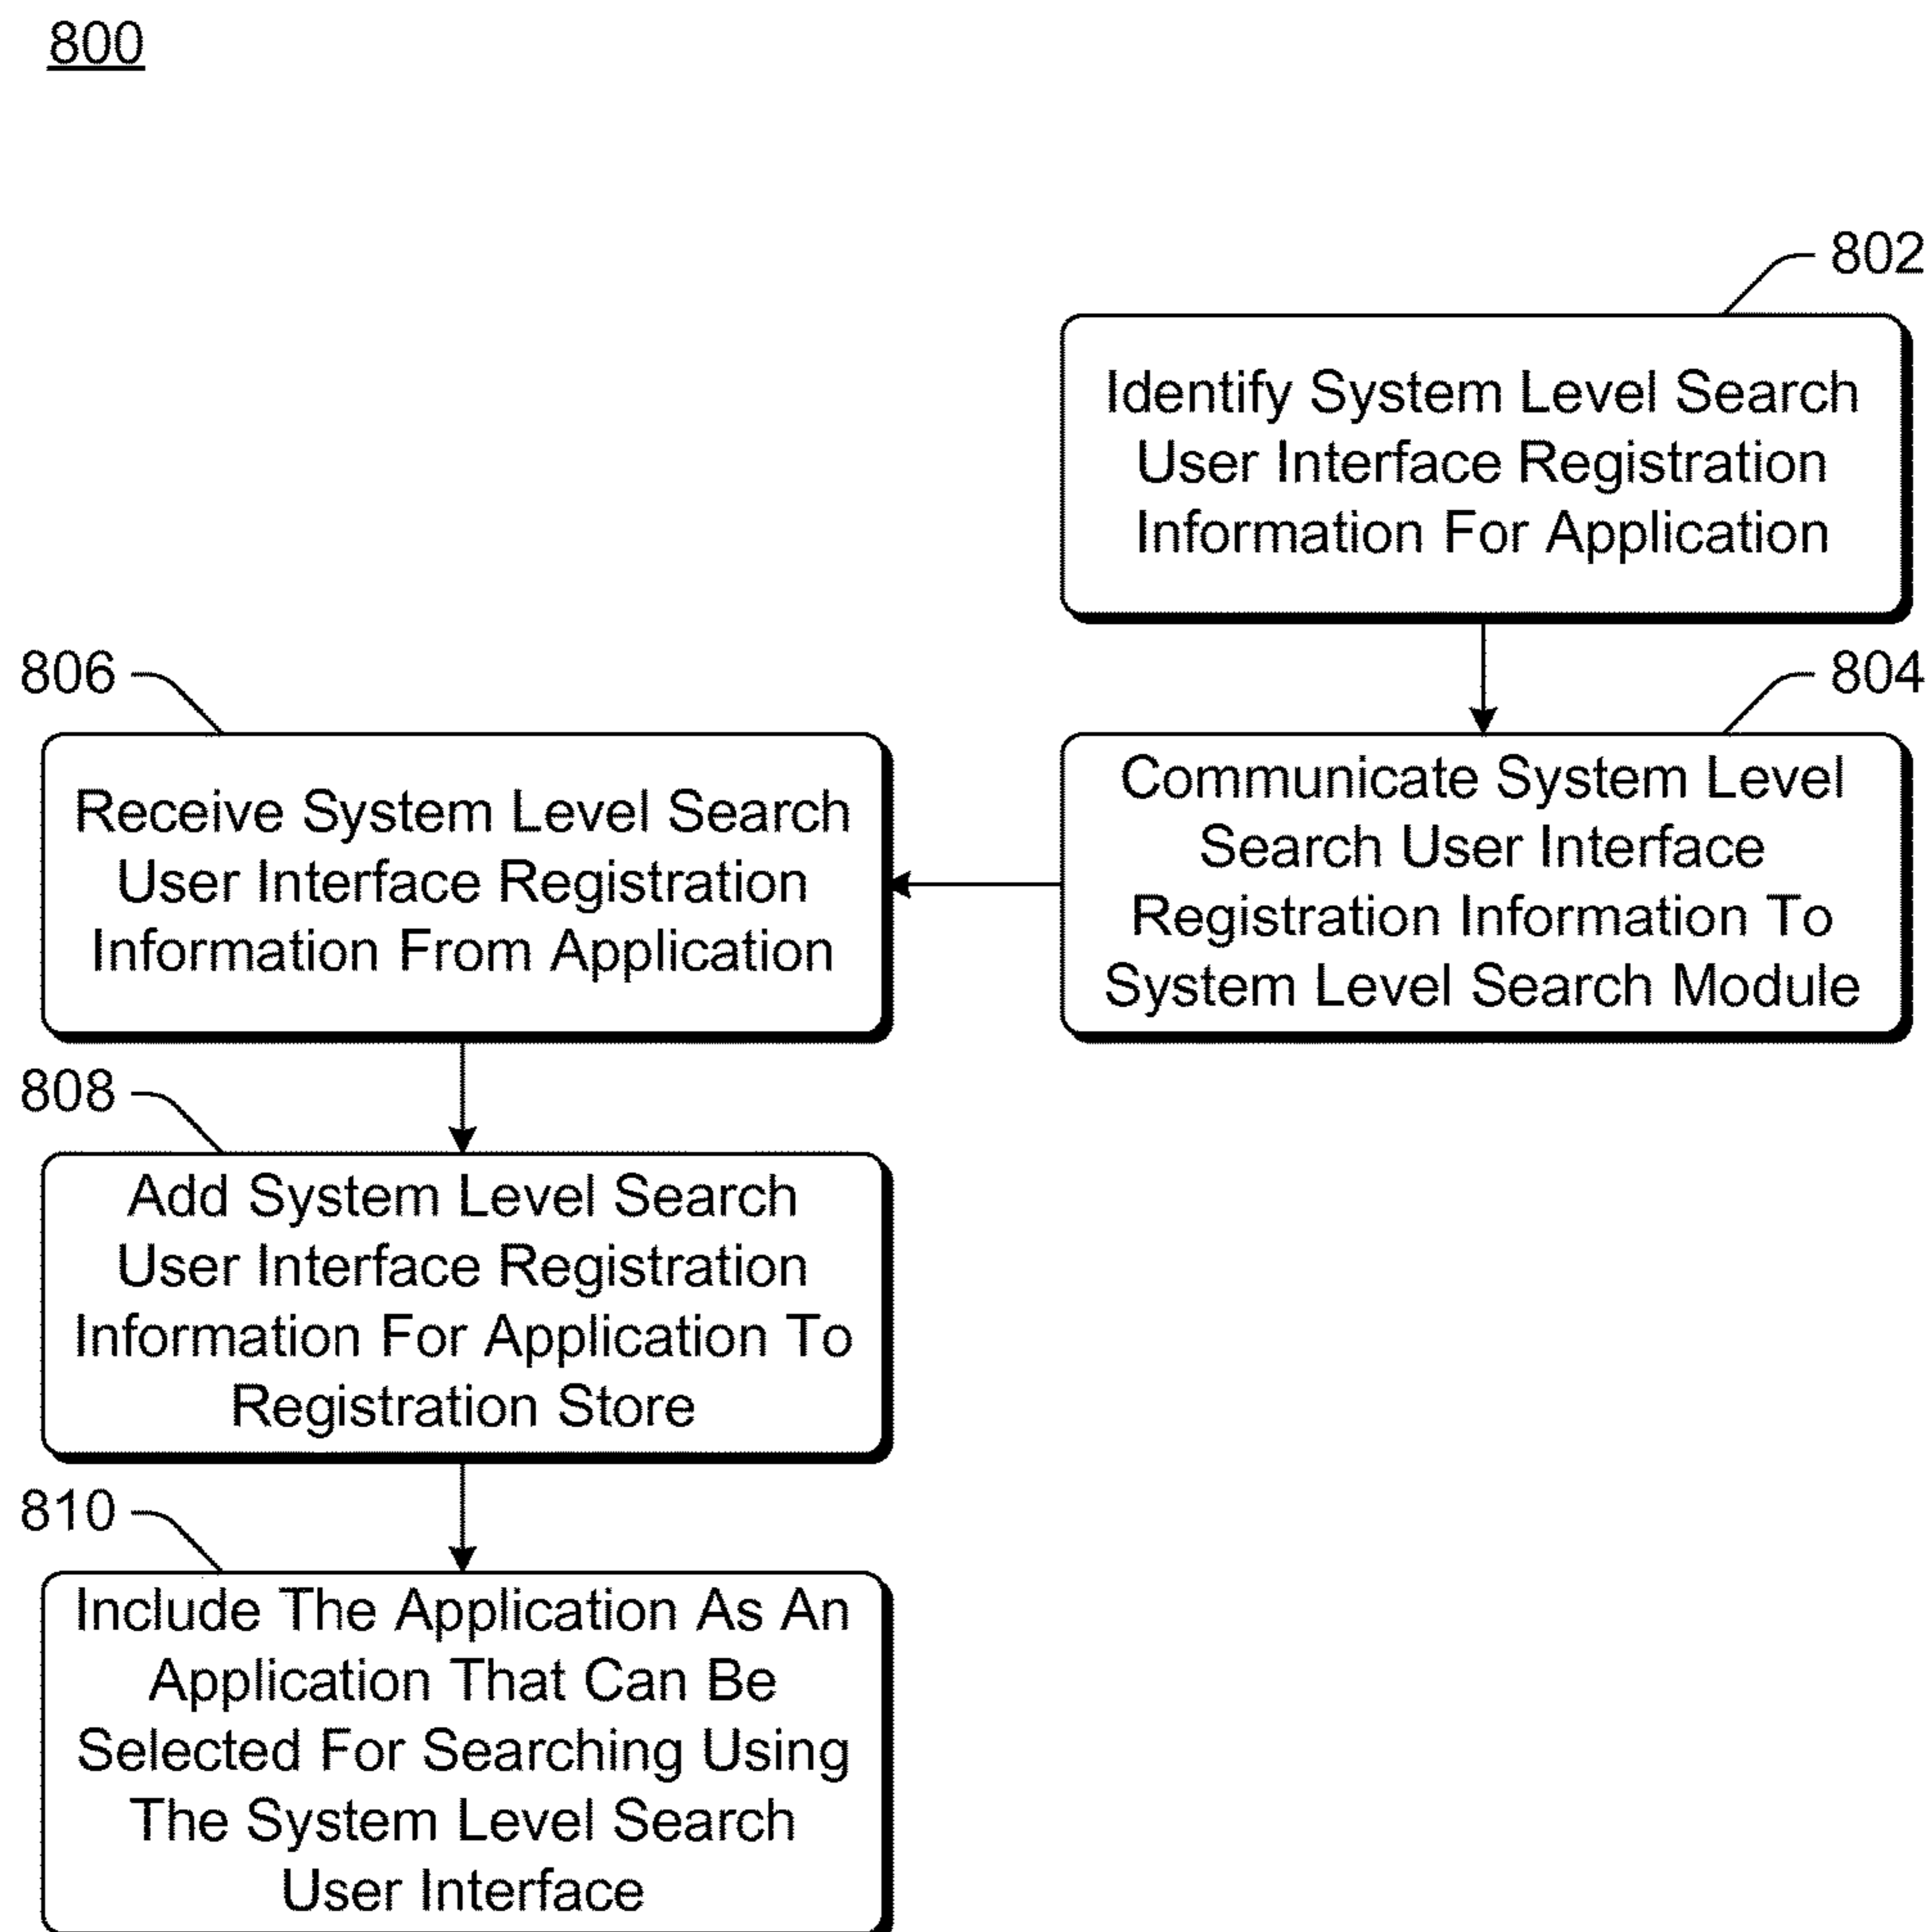 800
802
Identify System Level Search
User Interface Registration
Information For Application
804
Communicate System Level
Search User Interface
Registration Information To
System Level Search Module
806
Receive System Level Search
User Interface Registration
Information From Application
808
Add System Level Search
User Interface Registration
Information For Application To
Registration Store
810
Include The Application As An
Application That Can Be
Selected For Searching Using
The System Level Search
User Interface